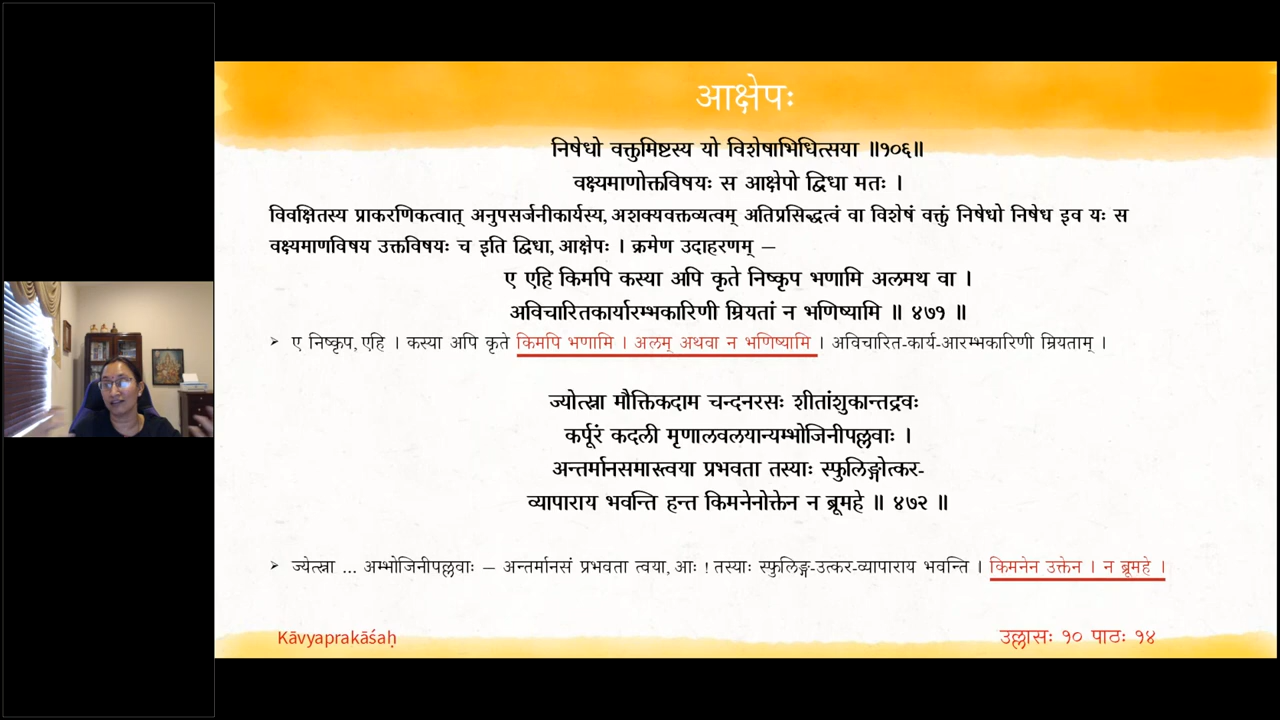 आक्षेपः
निषेधो वक्तुमिष्टस्य यो विशेषाभिधित्सया ॥१०६॥
वक्ष्यमाणोक्तविषयः स आक्षेपो द्विधा मतः ।
विवक्षितस्य प्राकरणिकत्वात् अनुपसर्जनीकार्यस्य, अशक्यवक्तव्यत्वम् अतिप्रसिद्धत्वं वा विशेषं वक्तुं निषेधो निषेध इव यः स
वक्ष्यमाणविषय उक्तविषयः च इति द्विधा, आक्षेपः । क्रमेण उदाहरणम् —
ए एहि किमपि कस्या अपि कृते निष्कृप भणामि अलमथ वा ।
अविचारितकार्यारम्भकारिणी म्रियतां न भणिष्यामि ॥ ४७१ ॥
➢ ए निष्कृप, एहि । कस्या अपि कृते किमपि भणामि । अलम् अथवा न भणिष्यामि । अविचारित-कार्य-आरम्भकारिणी म्रियताम् ।
ज्योत्स्ना मौक्तिकदाम चन्दनरसः शीतांशुकान्तद्रवः
कर्पूरं कदली मृणालवलयान्यम्भोजिनीपल्लवाः ।
अन्तर्मानसमास्त्वया प्रभवता तस्याः स्फुलिङ्गोत्कर-
व्यापाराय भवन्ति हन्त किमनेनोक्तेन न ब्रूमहे ॥ ४७२ ॥
➢ ज्येत्स्ना ... अम्भोजिनीपल्लवाः – अन्तर्मानसं प्रभवता त्वया, आः ! तस्याः स्फुलिङ्ग-उत्कर-व्यापाराय भवन्ति । किमनेन उक्तेन । न ब्रूमहे ।
Kāvyaprakāśaḥ
उल्लासः १० पाठः १४